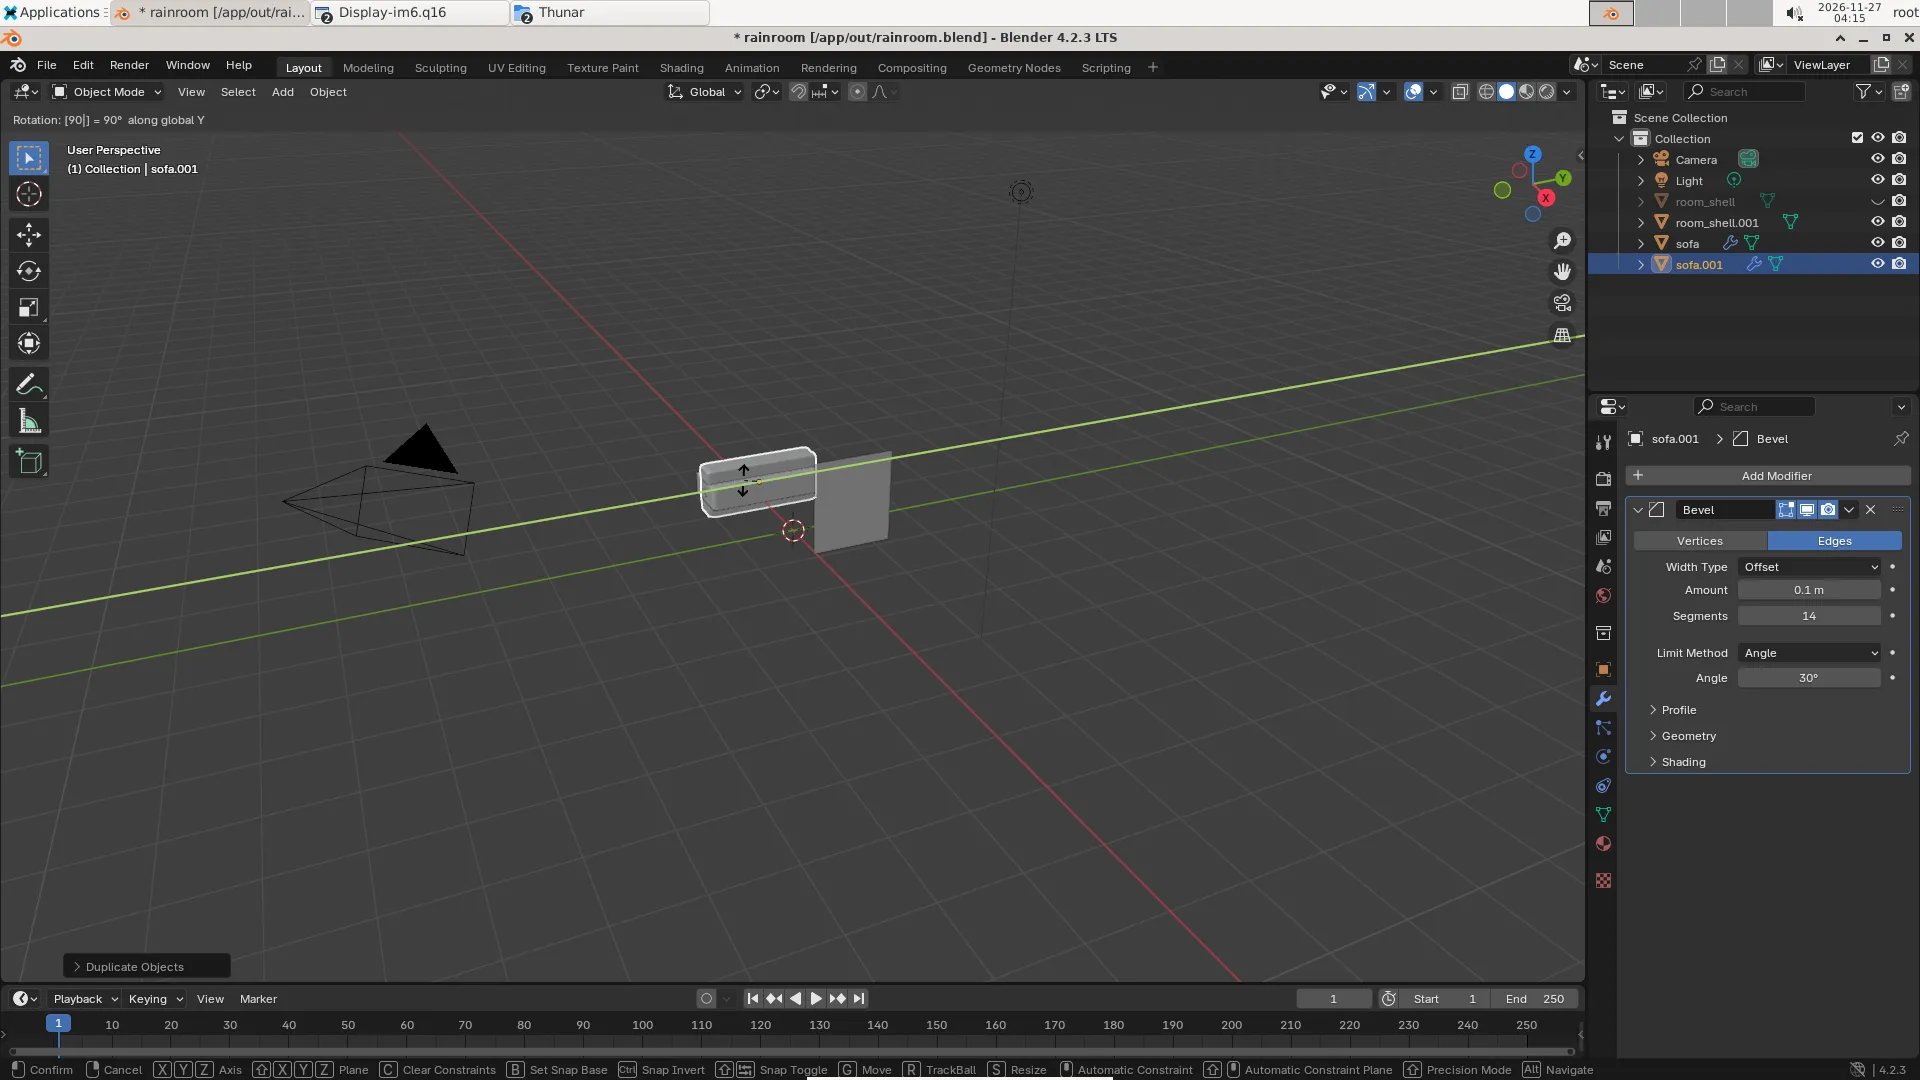 Applications
* rainroom [/app/out/rai...
Display-im6.q16
Thunar
2026-11-27
04:15
root
* rainroom [/app/out/rainroom.blend] - Blender 4.2.3 LTS
File Edit Render Window Help
Layout Modeling Sculpting UV Editing Texture Paint Shading Animation Rendering Compositing Geometry Nodes Scripting
Scene
ViewLayer
Object Mode View Select Add Object
Global
Search
Rotation: [90|] = 90° along global Y
User Perspective
(1) Collection | sofa.001
Z
Y
X
Scene Collection
Collection
Camera
Light
room_shell
room_shell.001
sofa
sofa.001
Search
sofa.001 > Bevel
Add Modifier
Bevel
Vertices Edges
Width Type Offset
Amount 0.1 m
Segments 14
Limit Method Angle
Angle 30°
Profile
Geometry
Shading
Duplicate Objects
Playback Keying View Marker
1
Start 1
End 250
1 10 20 30 40 50 60 70 80 90 100 110 120 130 140 150 160 170 180 190 200 210 220 230 240 250
Confirm Cancel X Y Z Axis X Y Z Plane C Clear Constraints B Set Snap Base Ctrl Snap Invert Snap Toggle G Move R TrackBall S Resize Automatic Constraint Automatic Constraint Plane Precision Mode Alt Navigate
4.2.3